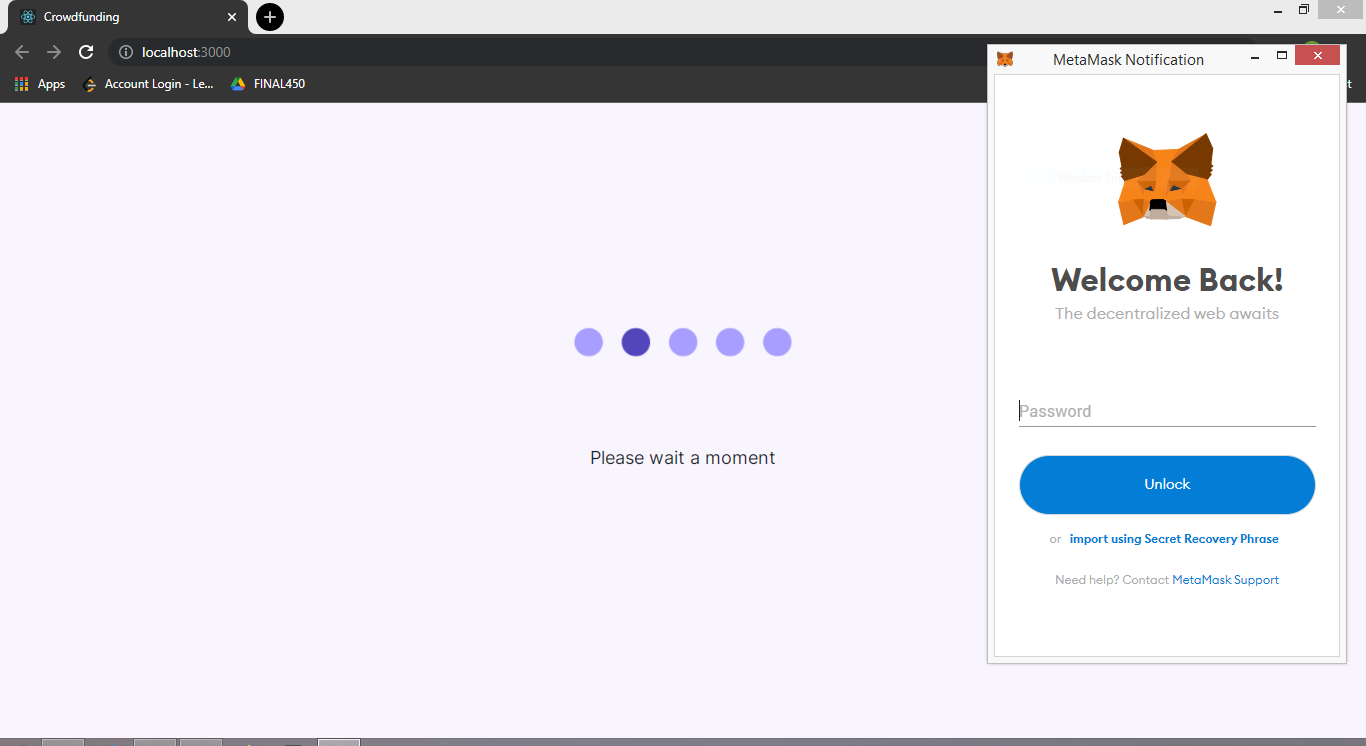 Crowdfunding
localhost:3000
Apps
Account Login - Le...
FINAL450
Please wait a moment
MetaMask Notification
Welcome Back!
The decentralized web awaits
Password
Unlock
or import using Secret Recovery Phrase
Need help? Contact MetaMask Support